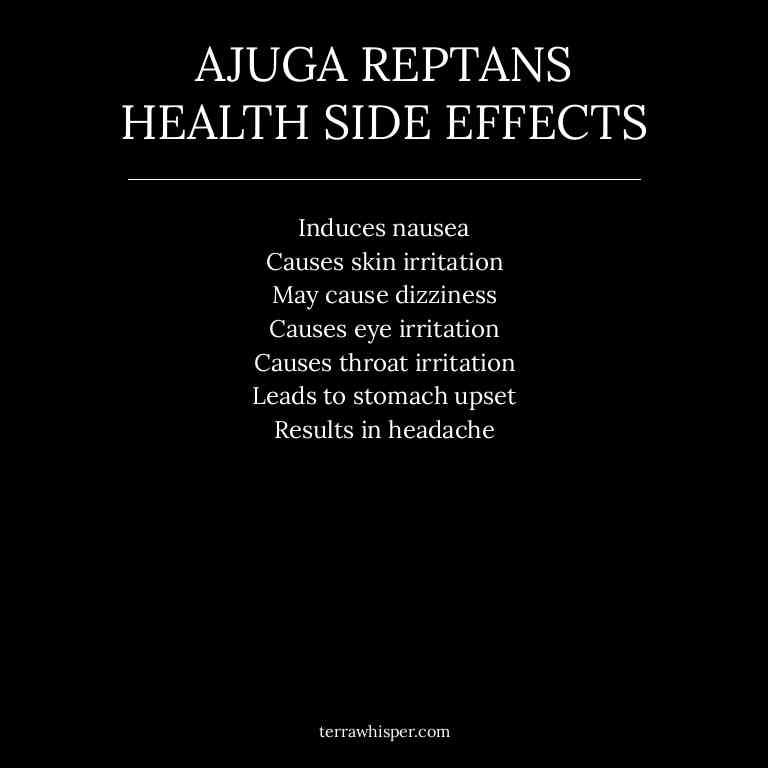 AJUGA REPTANS
HEALTH SIDE EFFECTS
Induces nausea
Causes skin irritation
May cause dizziness
Causes eye irritation
Causes throat irritation
Leads to stomach upset
Results in headache
terrawhisper.com